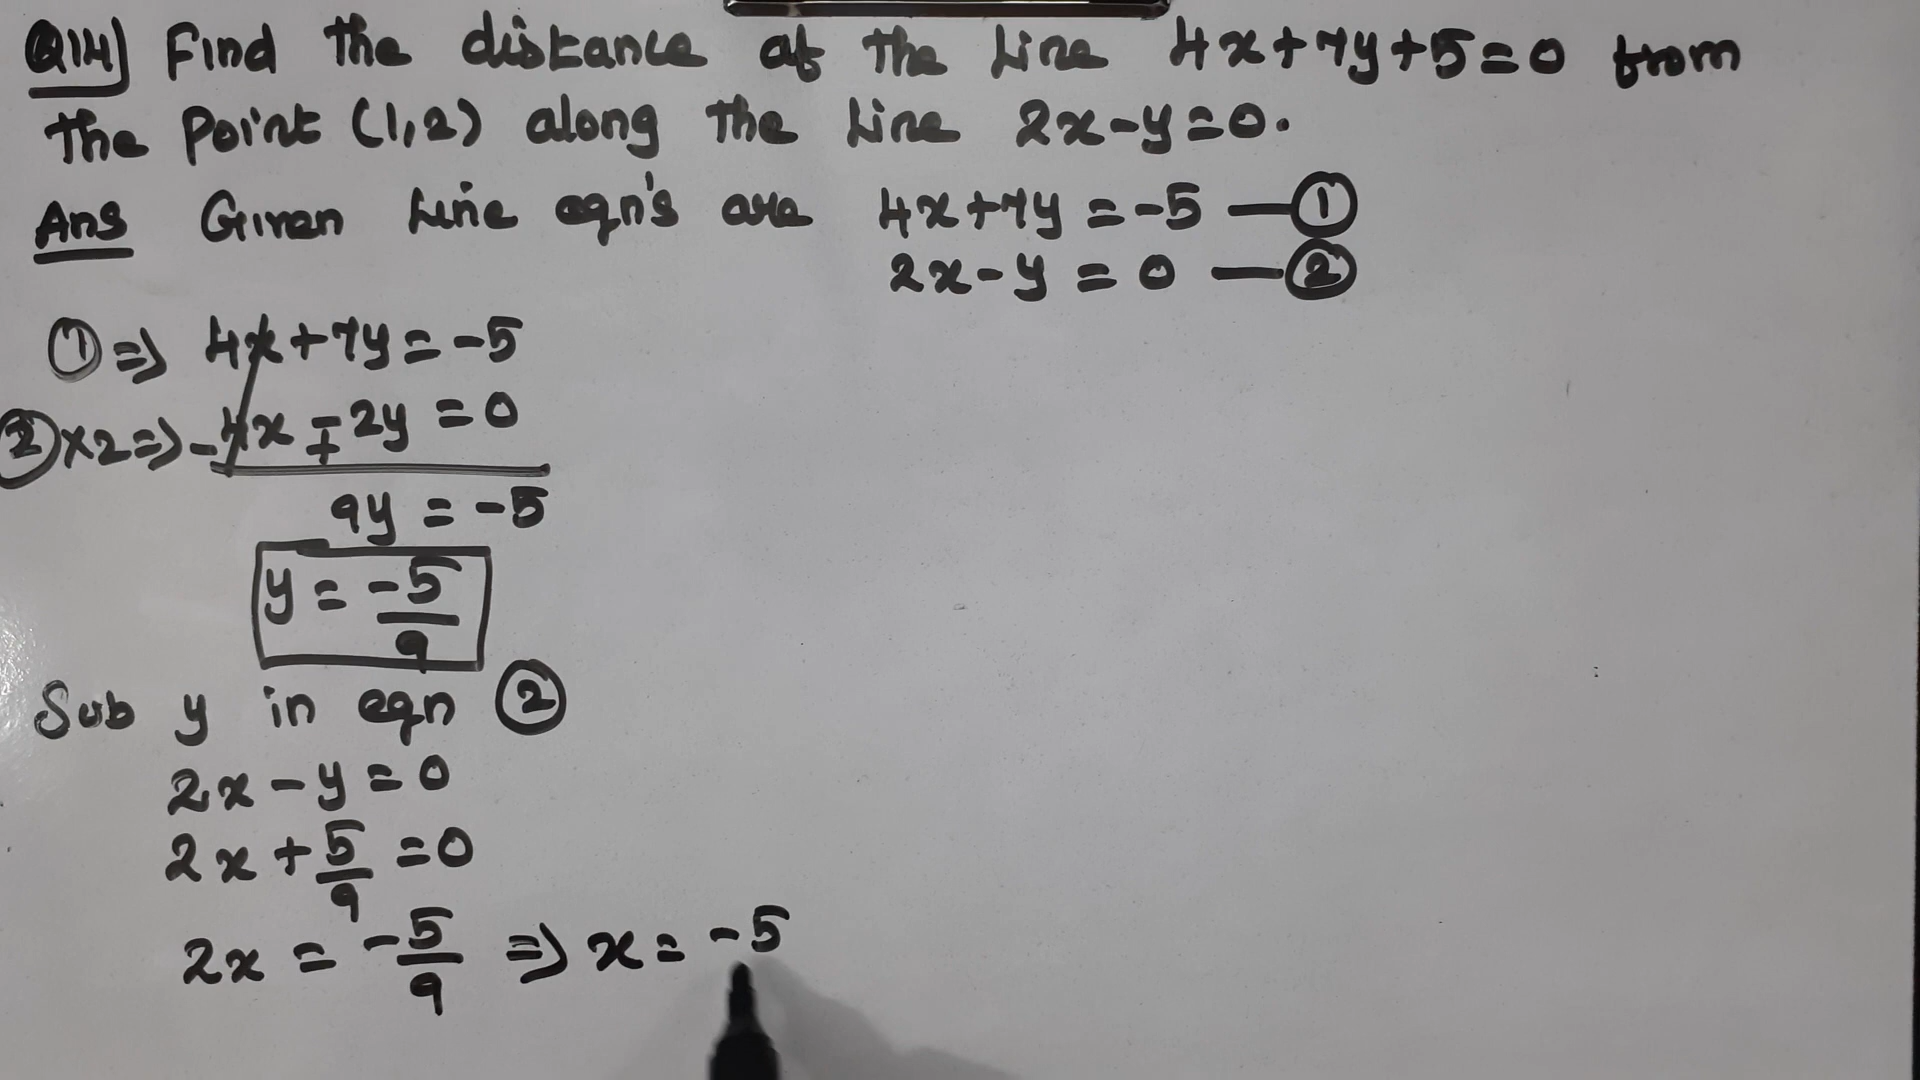 Q14) Find the distance of the line 4x+7y+5=0 from
the point (1,2) along the line 2x-y=0.
Ans Given line eqn's are 4x+7y=-5 —①
2x-y=0 —②
①⇒ 4x+7y=-5
②×2⇒ -4x∓2y=0
9y=-5
y=-5/9
Sub y in eqn ②
2x-y=0
2x+5/9=0
2x=-5/9 ⇒ x=-5